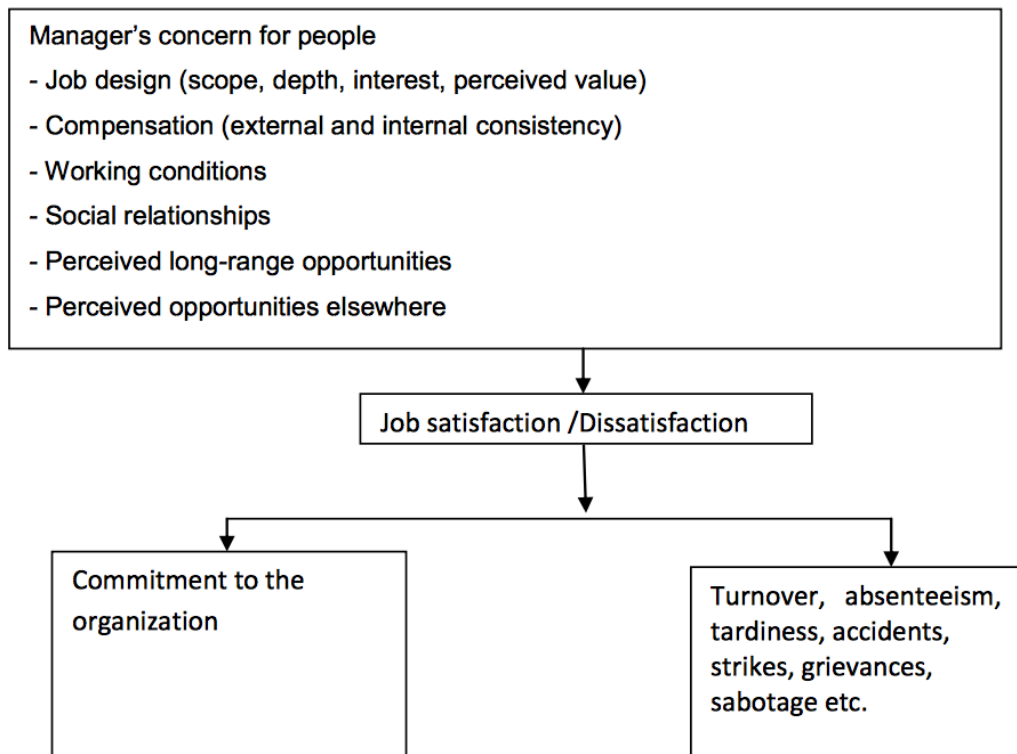 Manager’s concern for people
- Job design (scope, depth, interest, perceived value)
- Compensation (external and internal consistency)
- Working conditions
- Social relationships
- Perceived long-range opportunities
- Perceived opportunities elsewhere
Job satisfaction /Dissatisfaction
Commitment to the
organization
Turnover, absenteeism,
tardiness, accidents,
strikes, grievances,
sabotage etc.